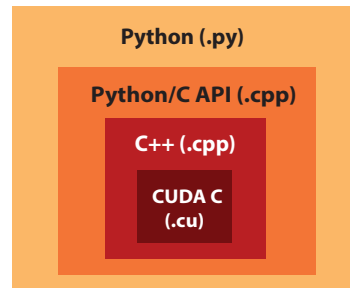 Python (.py)
Python/C API (.cpp)
C++ (.cpp)
CUDA C
(.cu)